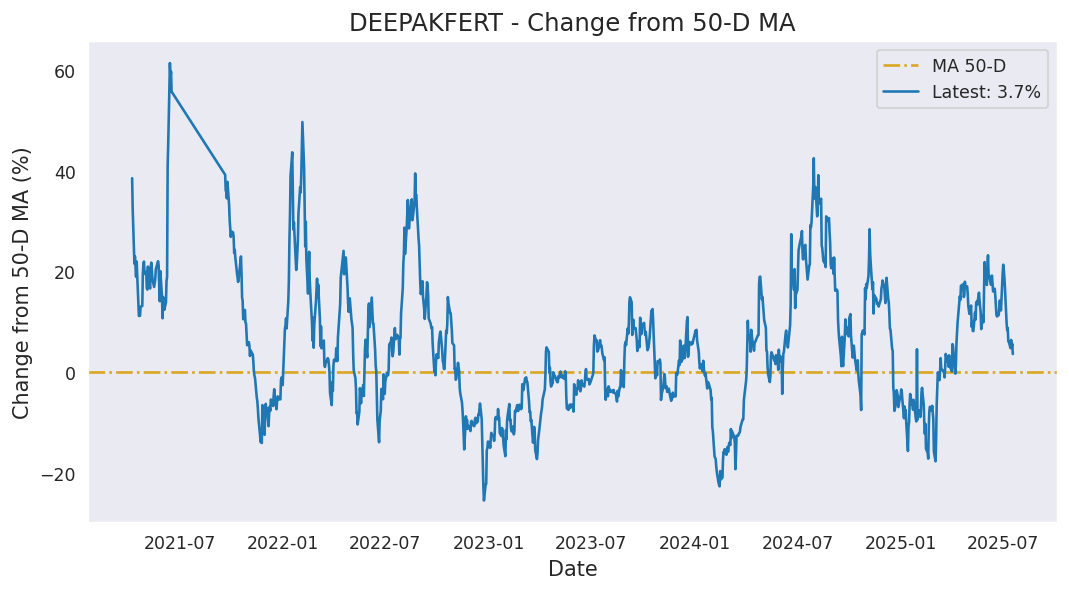 DEEPAKFERT - Change from 50-D MA
MA 50-D
Latest: 3.7%
Change from 50-D MA (%)
60
40
20
0
−20
2021-07
2022-01
2022-07
2023-01
2023-07
2024-01
2024-07
2025-01
2025-07
Date